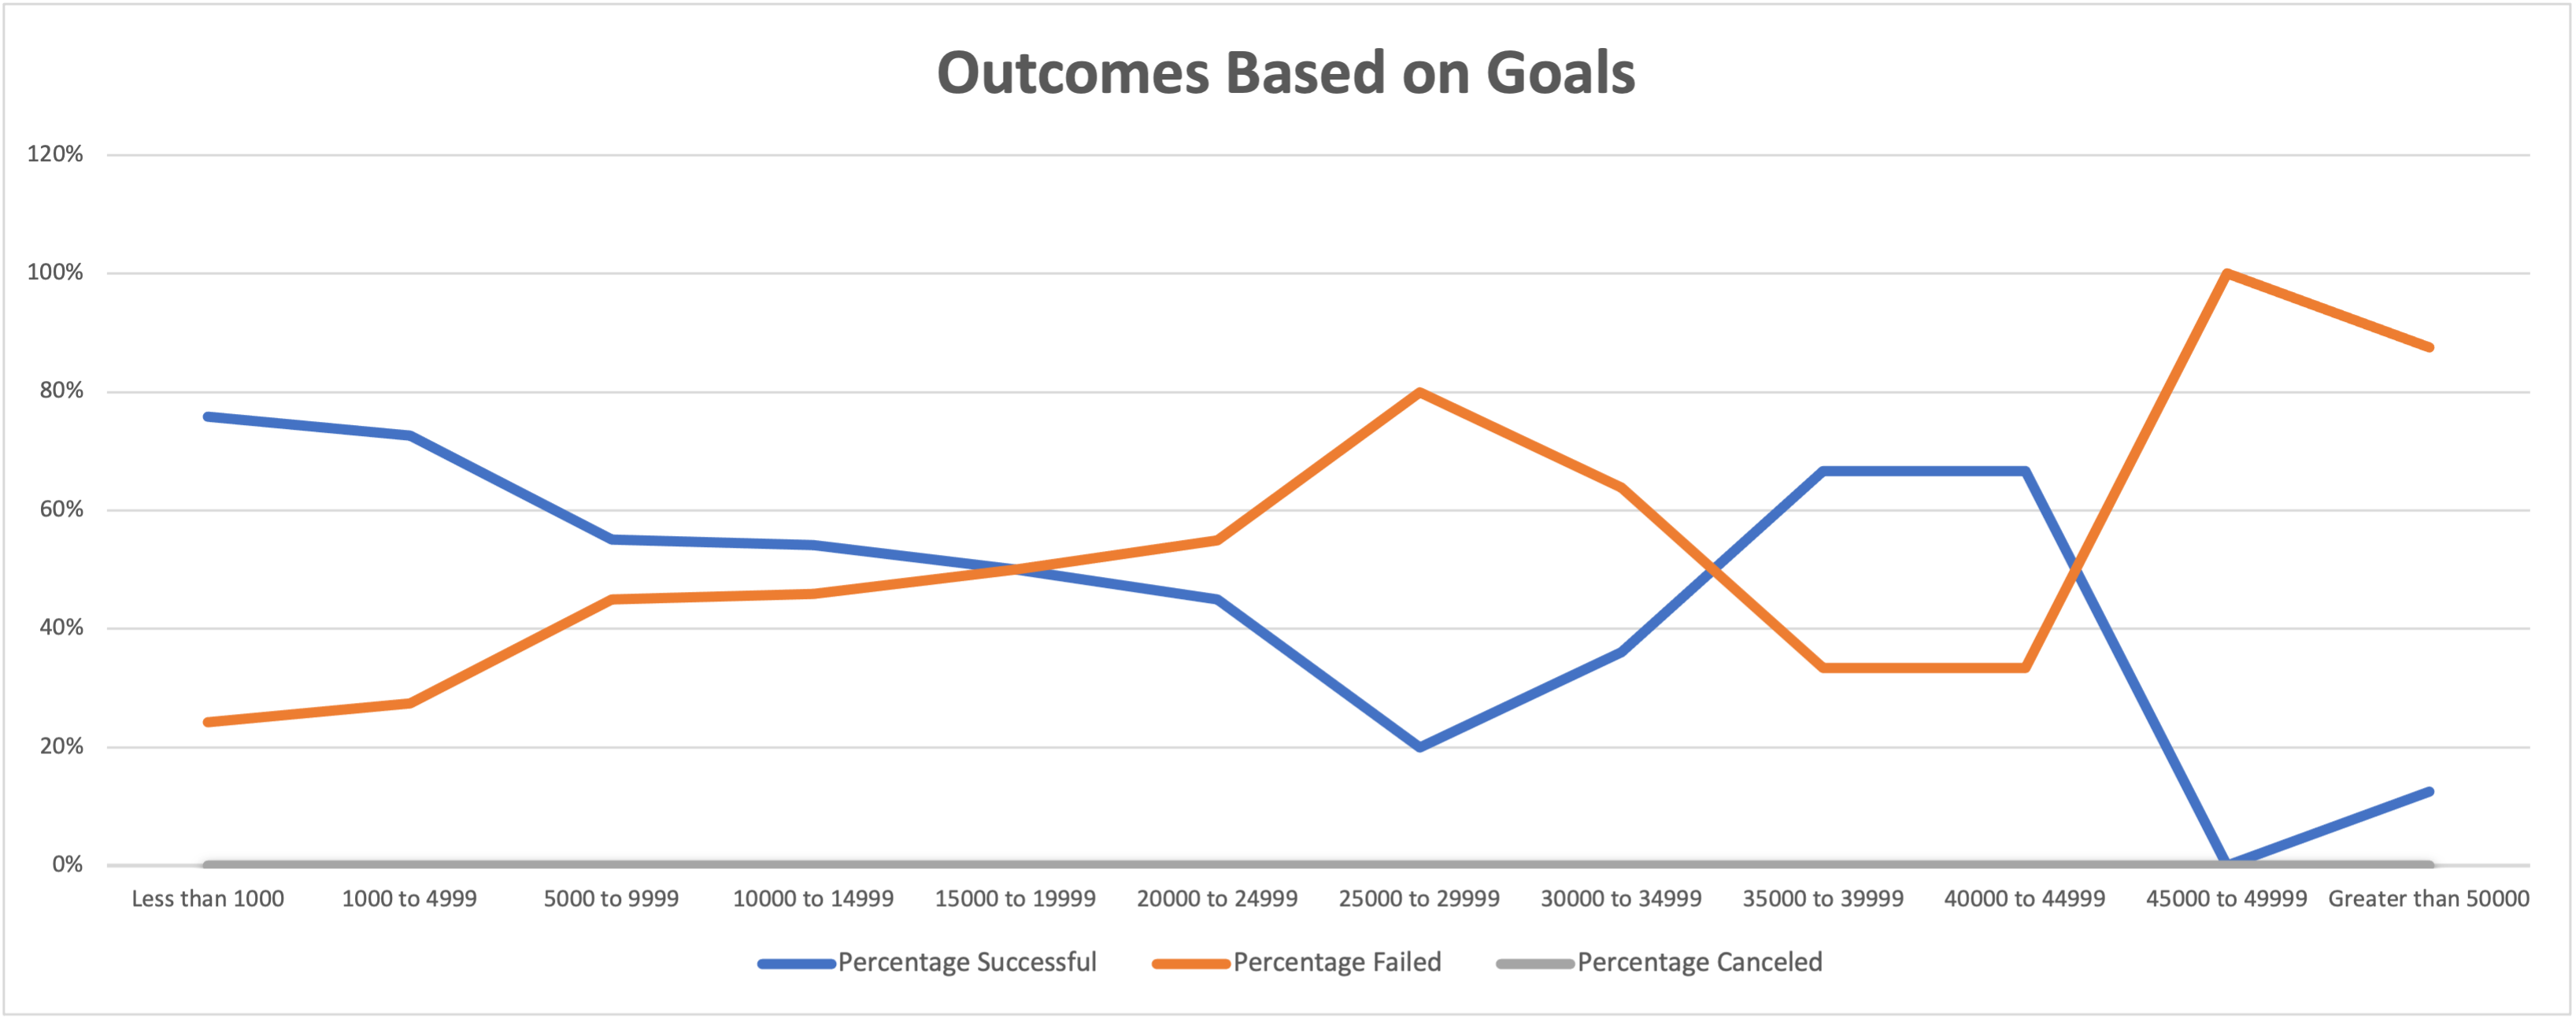 Outcomes Based on Goals
120%
100%
80%
60%
40%
20%
0%
Less than 1000 1000 to 4999 5000 to 9999 10000 to 14999 15000 to 19999 20000 to 24999 25000 to 29999 30000 to 34999 35000 to 39999 40000 to 44999 45000 to 49999 Greater than 50000
Percentage Successful Percentage Failed Percentage Canceled